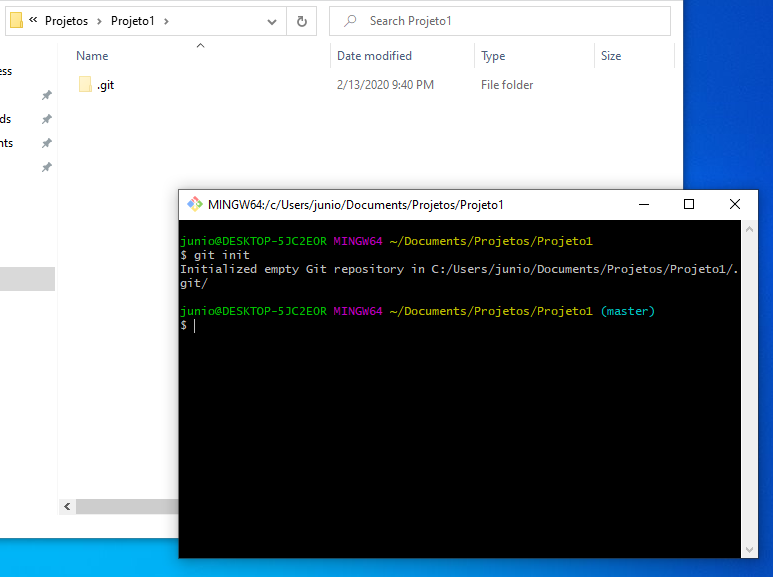 « Projetos > Projeto1 >
Search Projeto1
Name Date modified Type Size
ess
.git 2/13/2020 9:40 PM File folder
ds
nts
MINGW64:/c/Users/junio/Documents/Projetos/Projeto1
junio@DESKTOP-5JC2EOR MINGW64 ~/Documents/Projetos/Projeto1
$ git init
Initialized empty Git repository in C:/Users/junio/Documents/Projetos/Projeto1/.
git/
junio@DESKTOP-5JC2EOR MINGW64 ~/Documents/Projetos/Projeto1 (master)
$